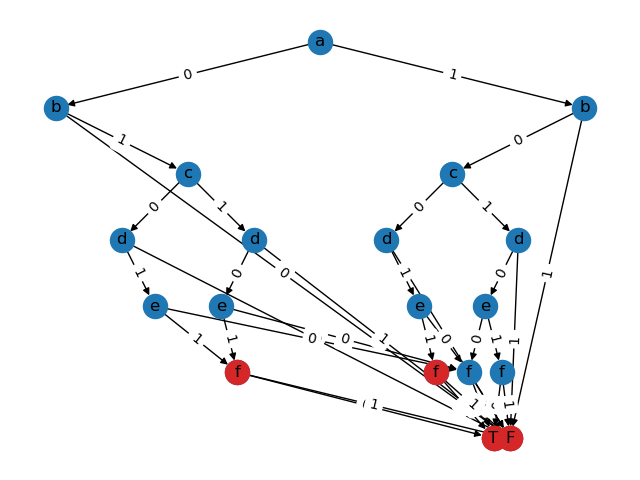 a
0 1
b b
1 0
c c
0 1 0 1
d d d d
1 0 0 1 0 1
e e e e
1 1 0 0 1 1 0 0 1 1
f f f f
1 1 1
T F